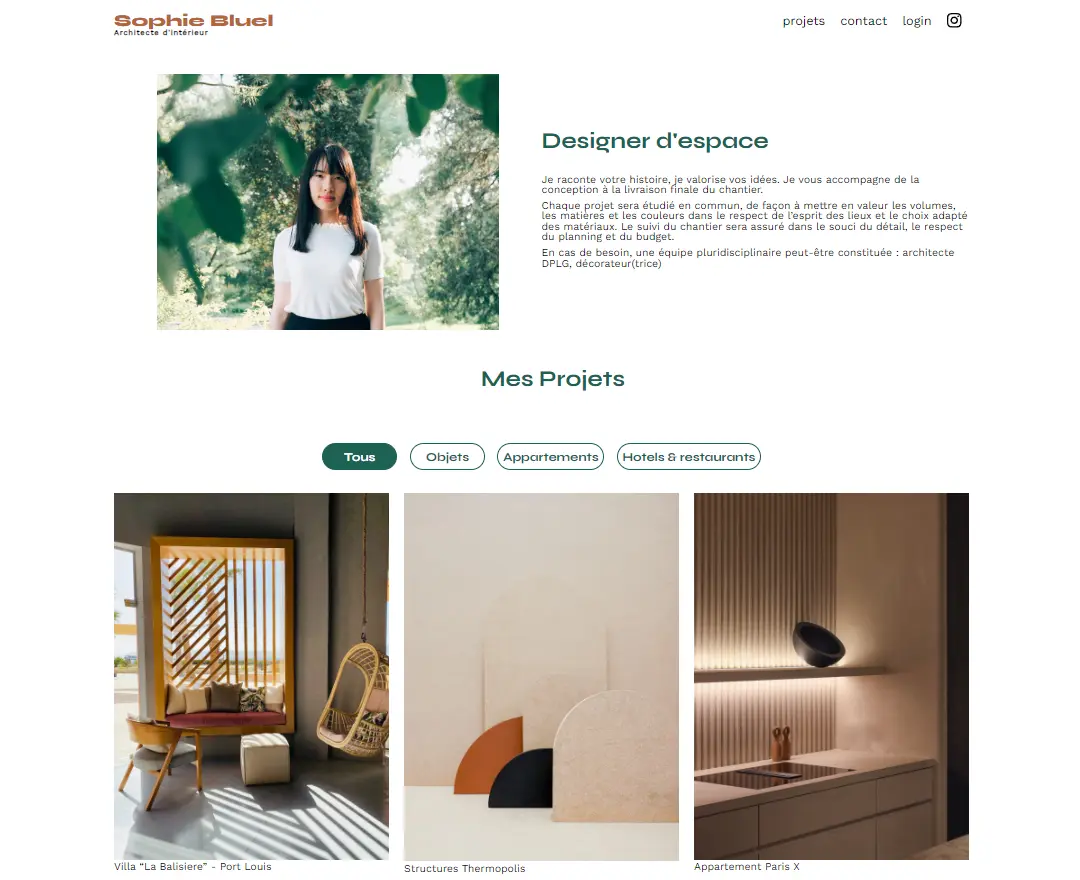 Sophie Bluel
Architecte d'intérieur
projets contact login
Designer d'espace
Je raconte votre histoire, je valorise vos idées. Je vous accompagne de la
conception à la livraison finale du chantier.
Chaque projet sera étudié en commun, de façon à mettre en valeur les volumes,
les matières et les couleurs dans le respect de l’esprit des lieux et le choix adapté
des matériaux. Le suivi du chantier sera assuré dans le souci du détail, le respect
du planning et du budget.
En cas de besoin, une équipe pluridisciplinaire peut-être constituée : architecte
DPLG, décorateur(trice)
Mes Projets
Tous Objets Appartements Hotels & restaurants
Villa “La Balisiere” - Port Louis
Structures Thermopolis
Appartement Paris X